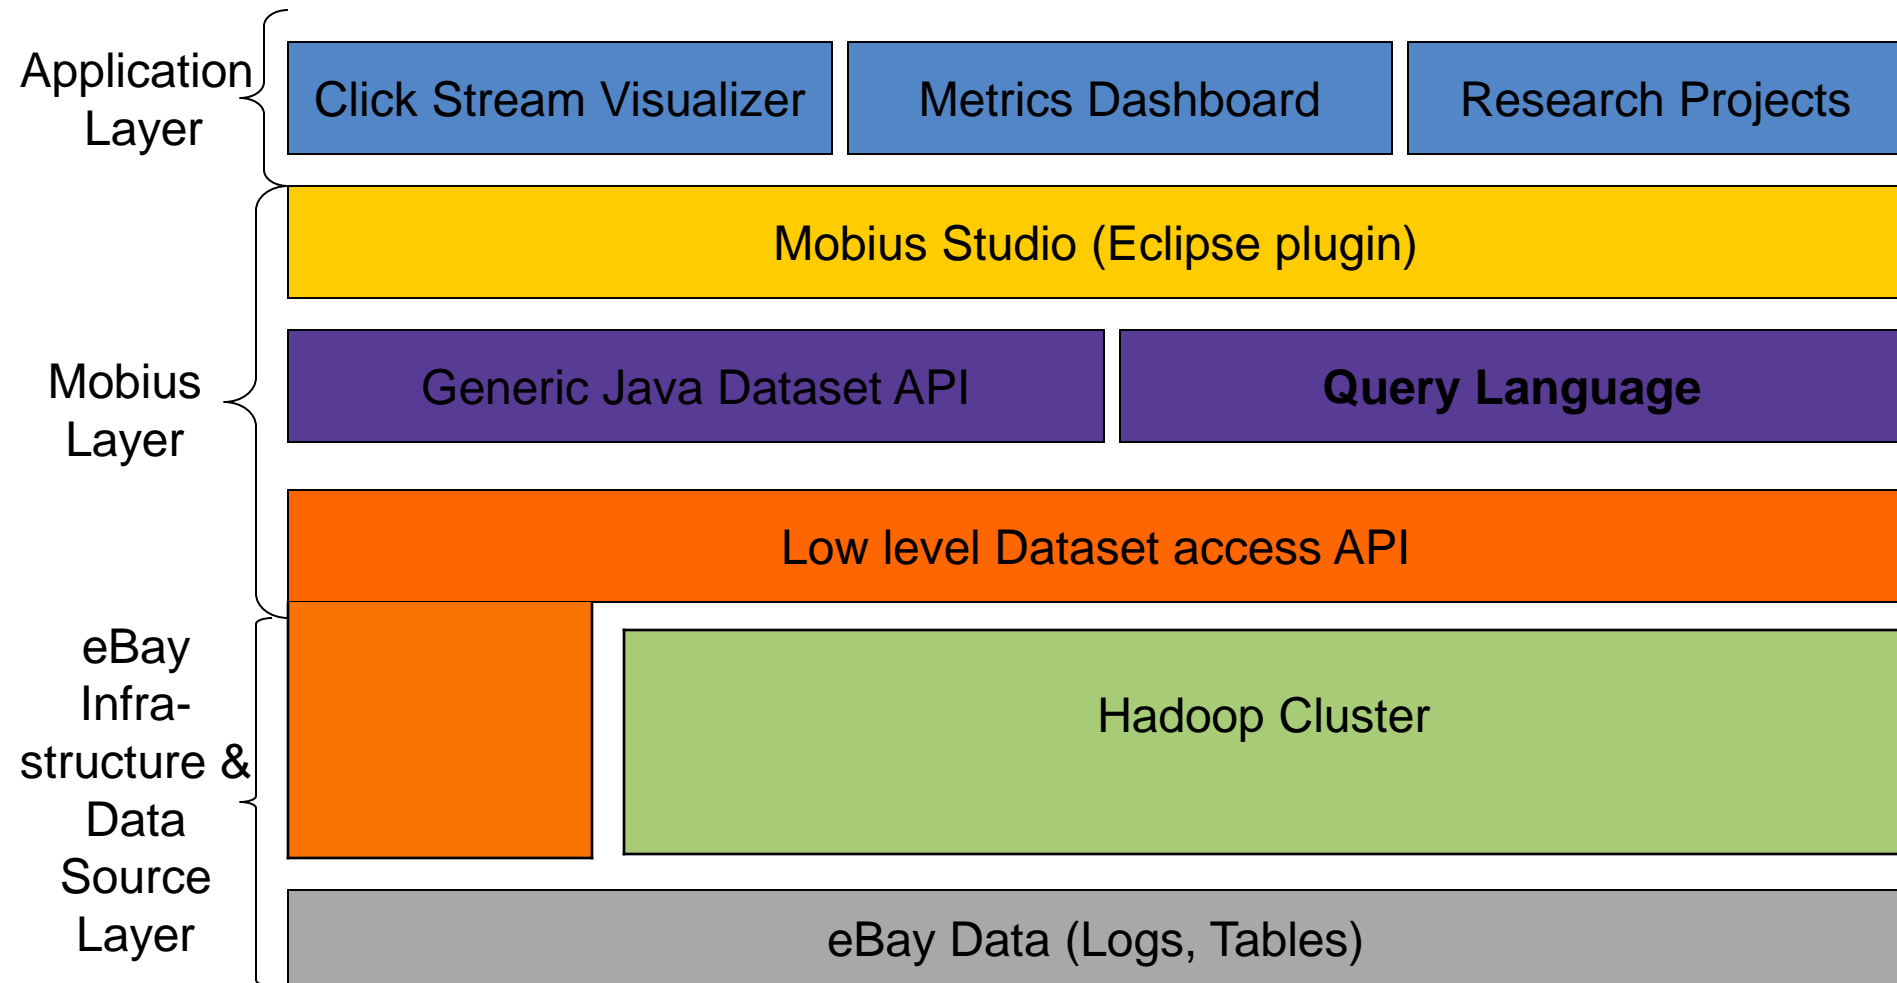 Application
Layer
Click Stream Visualizer
Metrics Dashboard
Research Projects
Mobius Studio (Eclipse plugin)
Mobius
Layer
Generic Java Dataset API
Query Language
Low level Dataset access API
eBay
Infra-
structure &
Data
Source
Layer
Hadoop Cluster
eBay Data (Logs, Tables)